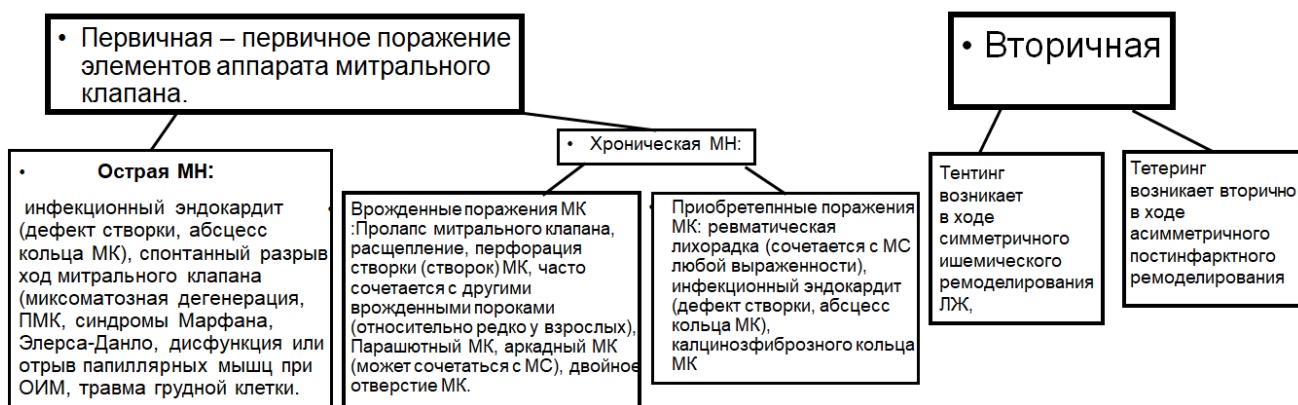 • Первичная – первичное поражение
элементов аппарата митрального
клапана.
• Вторичная
• Хроническая МН:
• Острая МН:
инфекционный эндокардит
(дефект створки, абсцесс
кольца МК), спонтанный разрыв
ход митрального клапана
(миксоматозная дегенерация,
ПМК, синдромы Марфана,
Элерса-Данло, дисфункция или
отрыв папиллярных мышц при
ОИМ, травма грудной клетки.
• Врожденные поражения МК
:Пролапс митрального клапана,
расщепление, перфорация
створки (створок) МК, часто
сочетается с другими
врожденными пороками
(относительно редко у взрослых),
Парашютный МК, аркадный МК
(может сочетаться с МС), двойное
отверстие МК.
• Приобретепнные поражения
МК: ревматическая
лихорадка (сочетается с МС
любой выраженности),
инфекционный эндокардит
(дефект створки, абсцесс
кольца МК),
калцинозфиброзного кольца
МК
Тентинг
возникает
в ходе
симметричного
ишемического
ремоделирования
ЛЖ,
Тетеринг
возникает вторично
в ходе
асимметричного
постинфарктного
ремоделирования